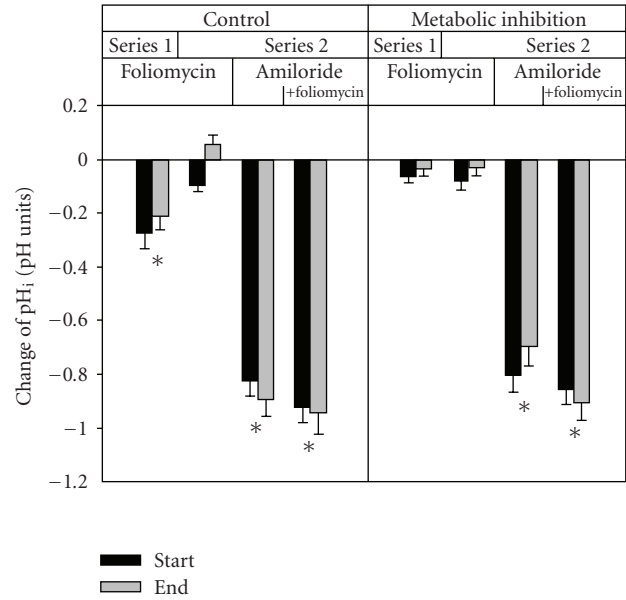 Control Metabolic inhibition
Series 1 Series 2 Series 1 Series 2
Foliomycin Amiloride Foliomycin Amiloride
+foliomycin +foliomycin
0.2
0
−0.2
−0.4
−0.6
−0.8
−1
−1.2
Change of pHi (pH units)
* * * * *
Start
End